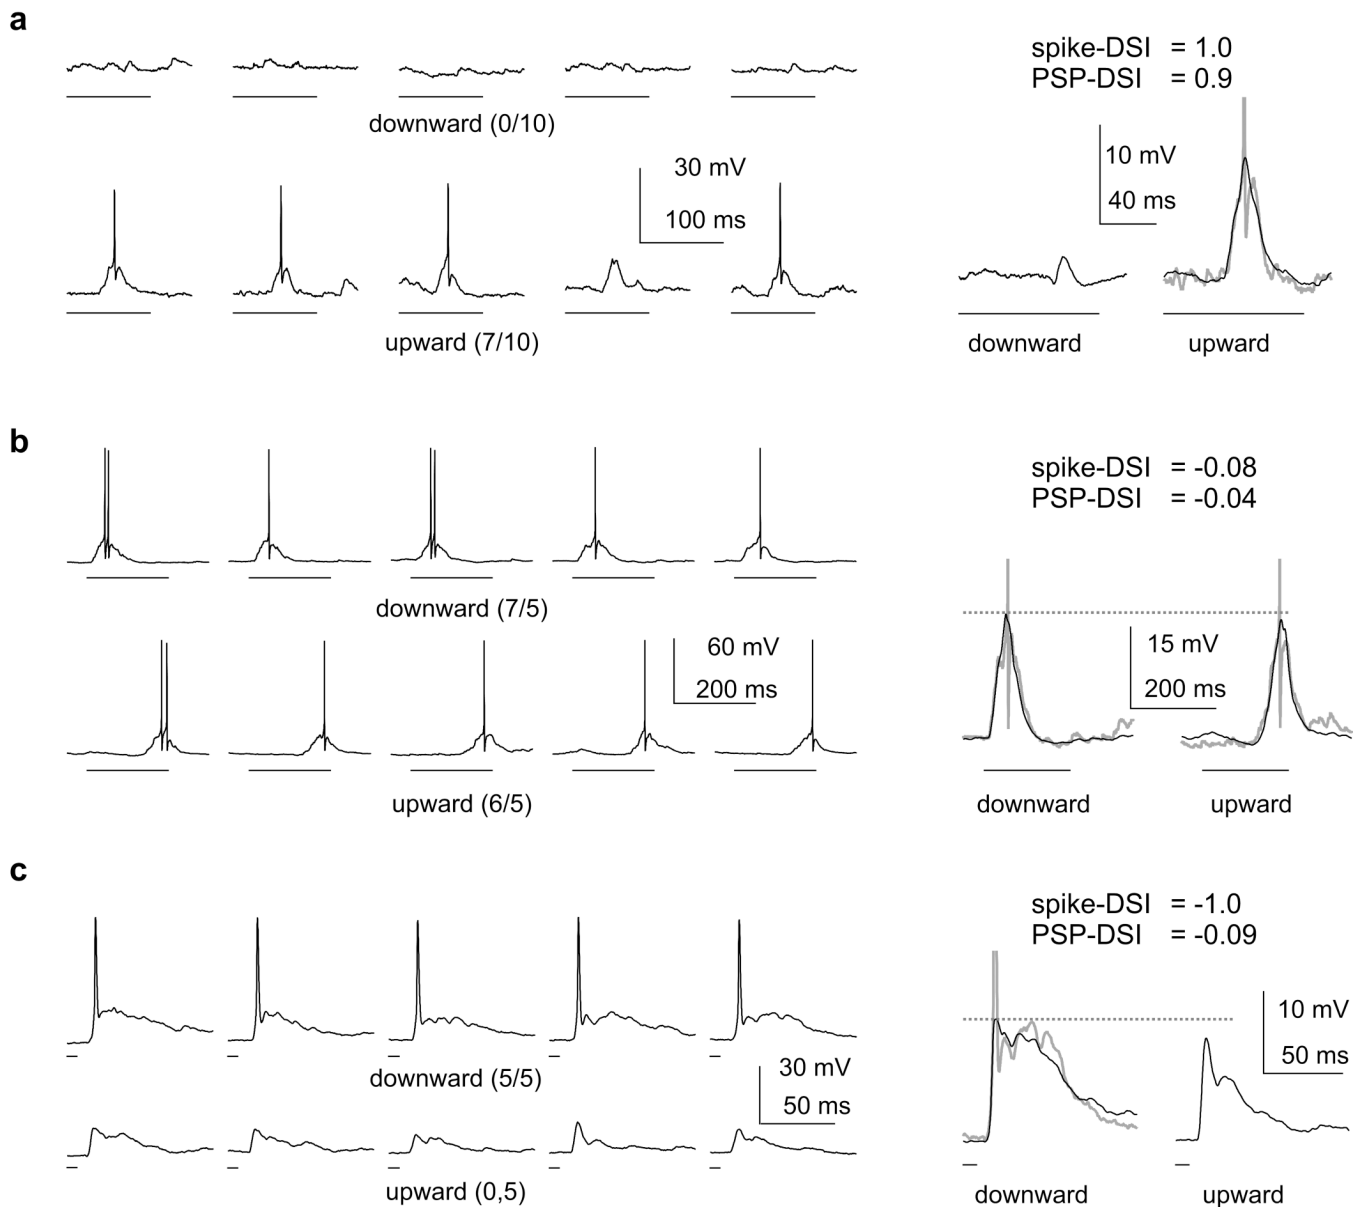 a
spike-DSI = 1.0
PSP-DSI = 0.9
downward (0/10)
30 mV
100 ms
10 mV
40 ms
upward (7/10)
downward
upward
b
spike-DSI = -0.08
PSP-DSI = -0.04
downward (7/5)
60 mV
200 ms
15 mV
200 ms
upward (6/5)
downward
upward
c
spike-DSI = -1.0
PSP-DSI = -0.09
downward (5/5)
30 mV
50 ms
10 mV
50 ms
upward (0,5)
downward
upward